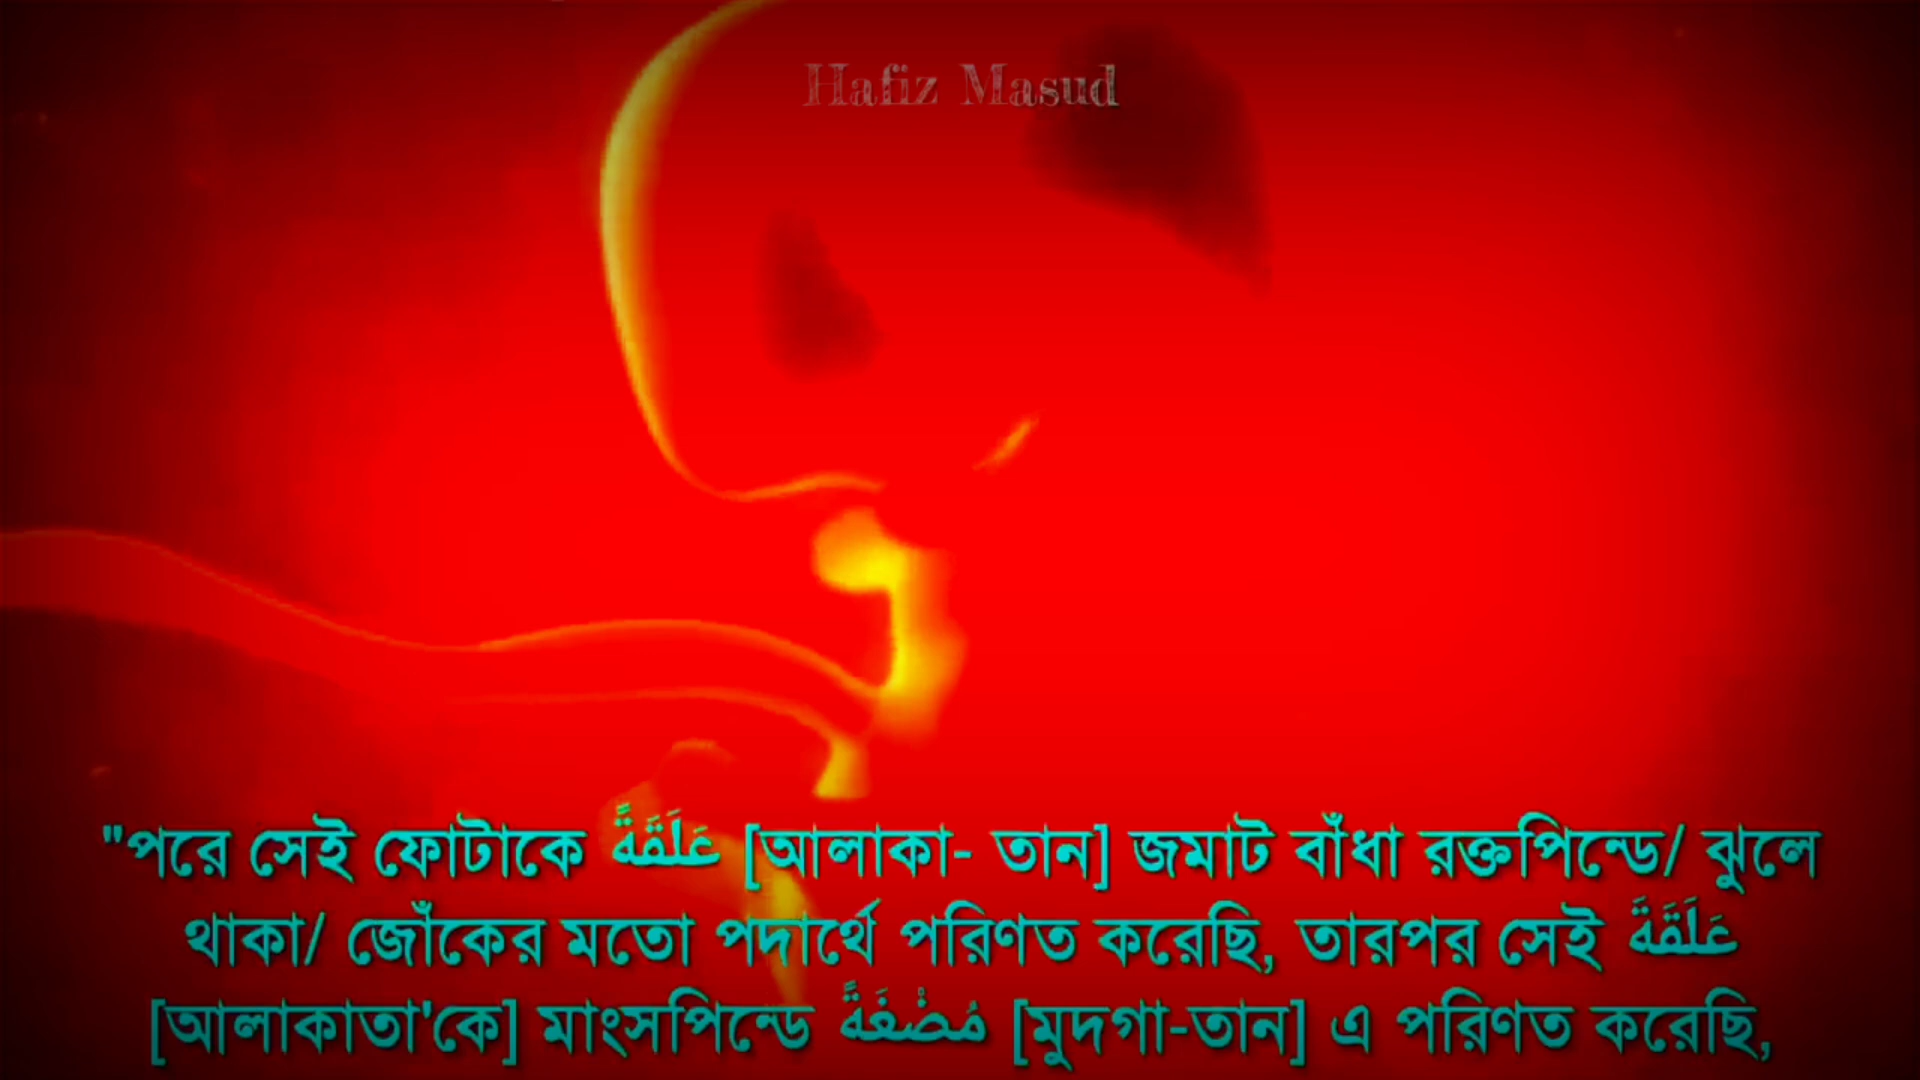 Hafiz Masud
"পরে সেই ফোটাকে عَلَقَةً [আলাকা- তান] জমাট বাঁধা রক্তপিন্ডে/ ঝুলে
থাকা/ জোঁকের মতো পদার্থে পরিণত করেছি, তারপর সেই عَلَقَةَ
[আলাকাতা'কে] মাংসপিন্ডে مُضْغَةً [মুদগা-তান] এ পরিণত করেছি,